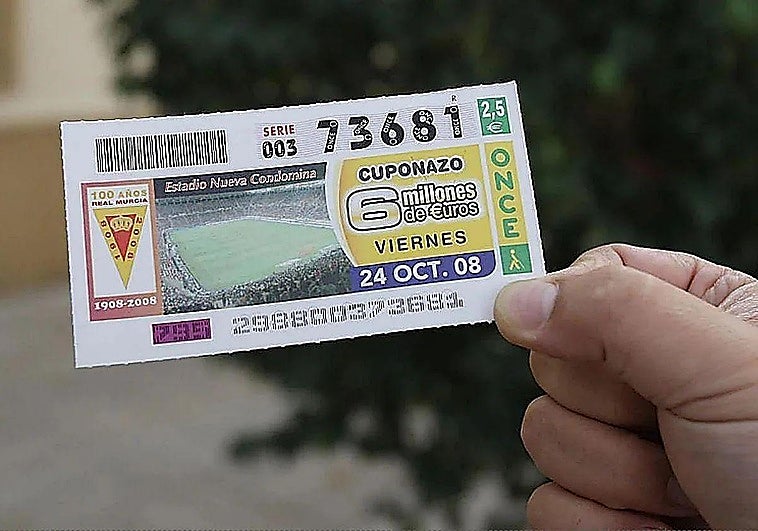 SERIE
003
73681
R
2,5
€
ONCE
100 AÑOS
REAL MURCIA
1908-2008
Estadio Nueva Condomina
CUPONAZO
6 millones
de €uros
VIERNES
24 OCT. 08